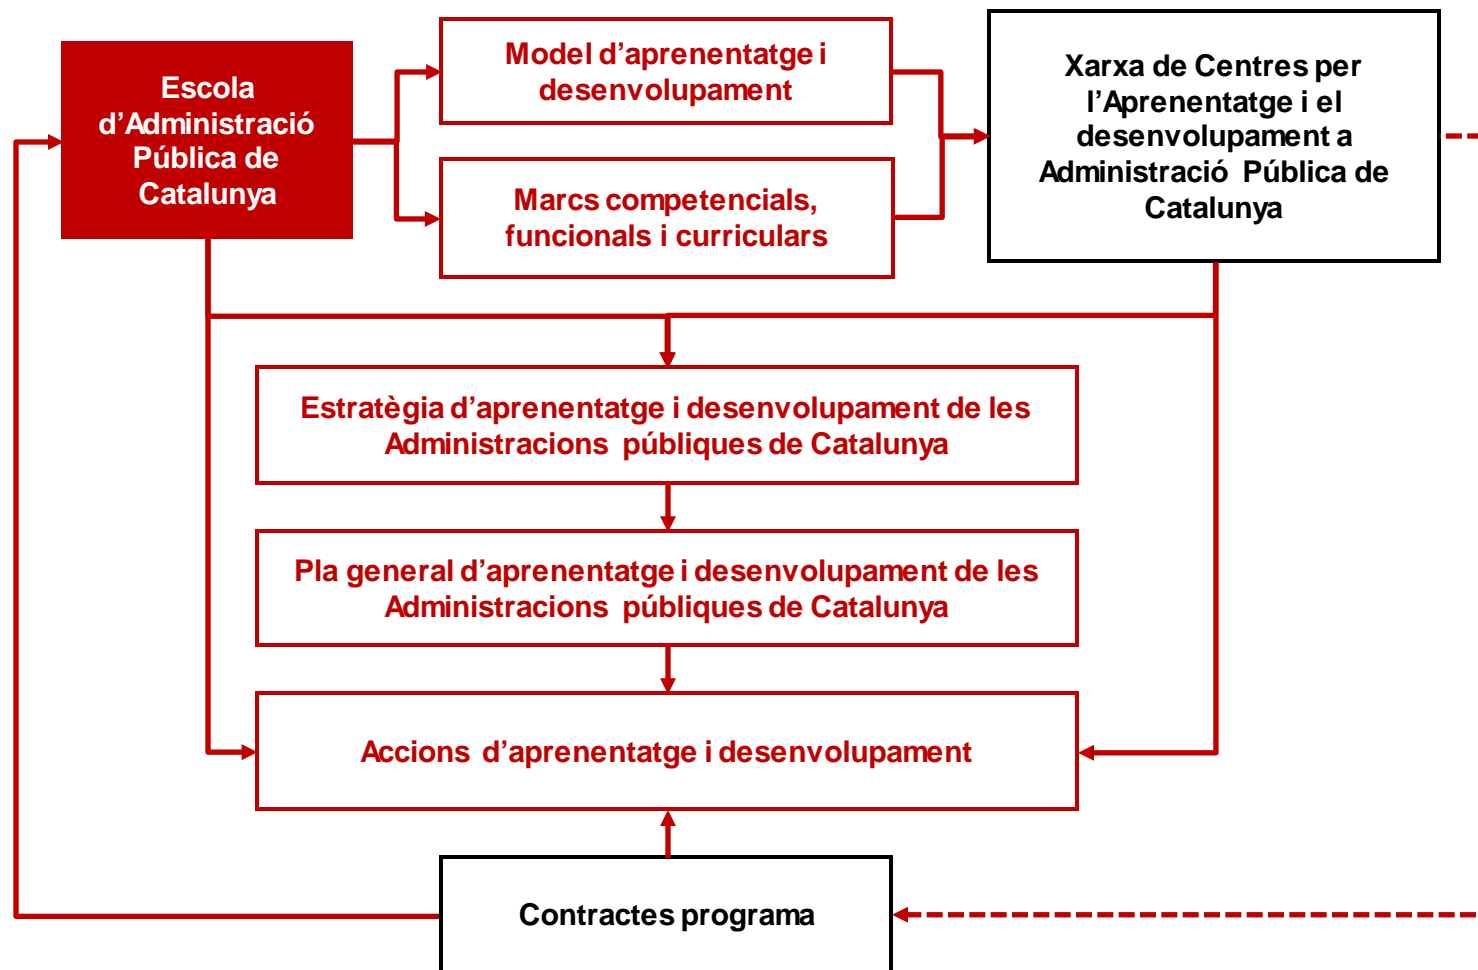 Escola
d’Administració
Pública de
Catalunya
Model d’aprenentatge i
desenvolupament
Marcs competencials,
funcionals i curriculars
Xarxa de Centres per
l’Aprenentatge i el
desenvolupament a
Administració Pública de
Catalunya
Estratègia d’aprenentatge i desenvolupament de les
Administracions públiques de Catalunya
Pla general d’aprenentatge i desenvolupament de les
Administracions públiques de Catalunya
Accions d’aprenentatge i desenvolupament
Contractes programa